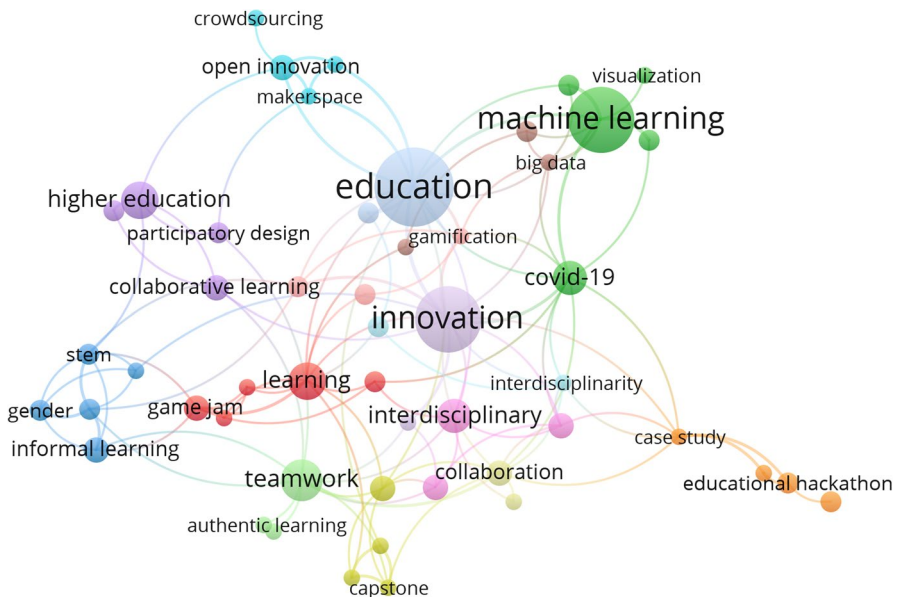 crowdsourcing
open innovation
makerspace
visualization
machine learning
big data
education
higher education
participatory design
gamification
collaborative learning
covid-19
innovation
stem
learning
interdisciplinarity
gender
game jam
interdisciplinary
case study
informal learning
teamwork
collaboration
educational hackathon
authentic learning
capstone